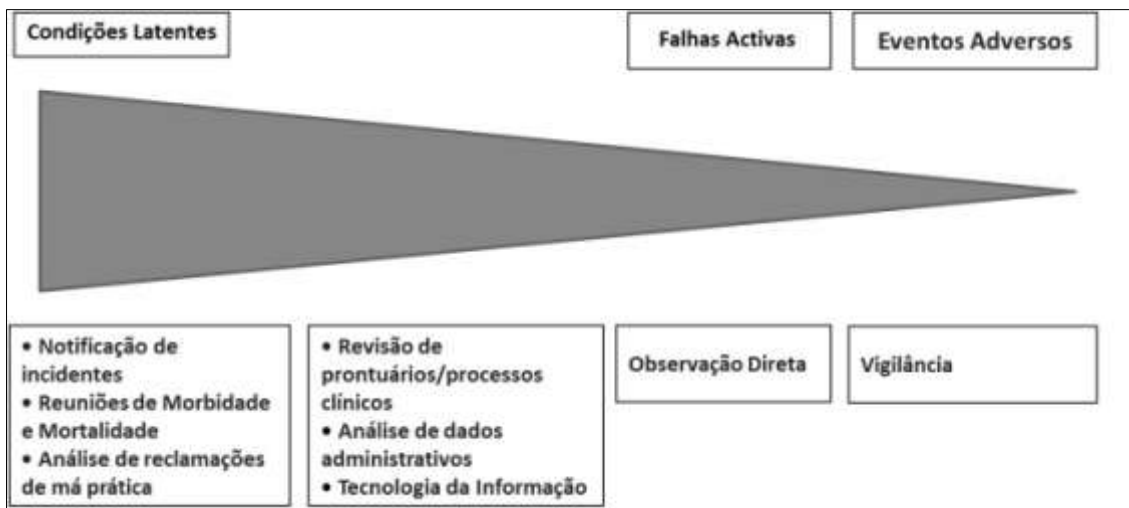 Condições Latentes
Falhas Activas
Eventos Adversos
• Notificação de
incidentes
• Reuniões de Morbidade
e Mortalidade
• Análise de reclamações
de má prática
• Revisão de
prontuários/processos
clínicos
• Análise de dados
administrativos
• Tecnologia da Informação
Observação Direta
Vigilância